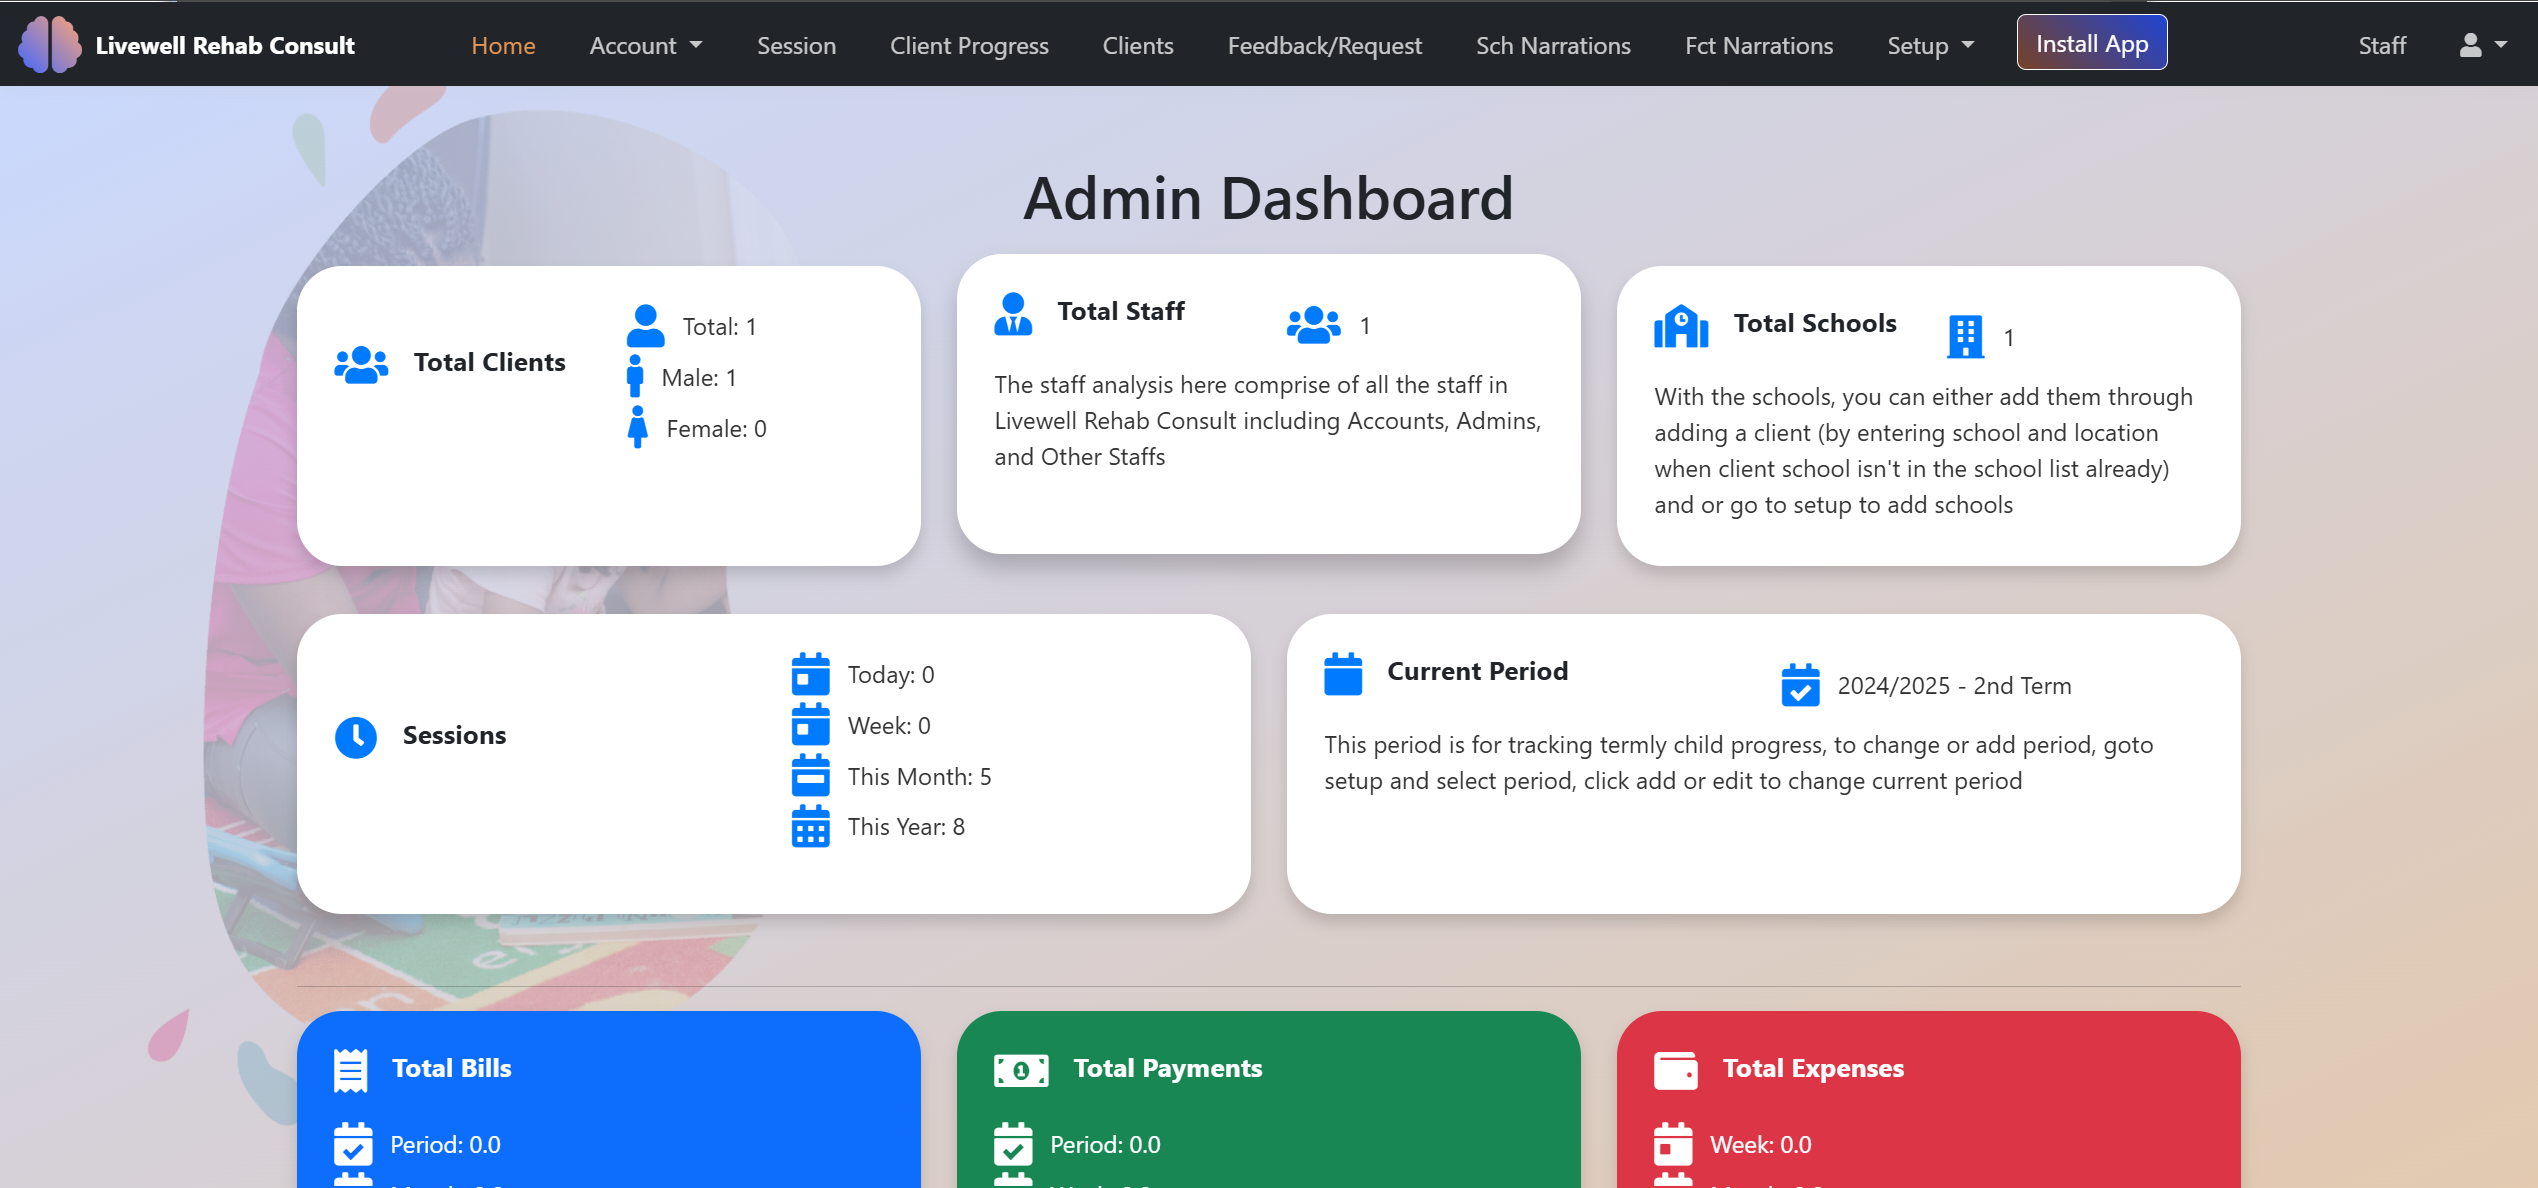 Livewell Rehab Consult
Home
Account
Session
Client Progress
Clients
Feedback/Request
Sch Narrations
Fct Narrations
Setup
Install App
Staff
Admin Dashboard
Total Clients
Total: 1
Male: 1
Female: 0
Total Staff
1
The staff analysis here comprise of all the staff in
Livewell Rehab Consult including Accounts, Admins,
and Other Staffs
Total Schools
1
With the schools, you can either add them through
adding a client (by entering school and location
when client school isn't in the school list already)
and or go to setup to add schools
Sessions
Today: 0
Week: 0
This Month: 5
This Year: 8
Current Period
2024/2025 - 2nd Term
This period is for tracking termly child progress, to change or add period, goto
setup and select period, click add or edit to change current period
Total Bills
Period: 0.0
Total Payments
Period: 0.0
Total Expenses
Week: 0.0